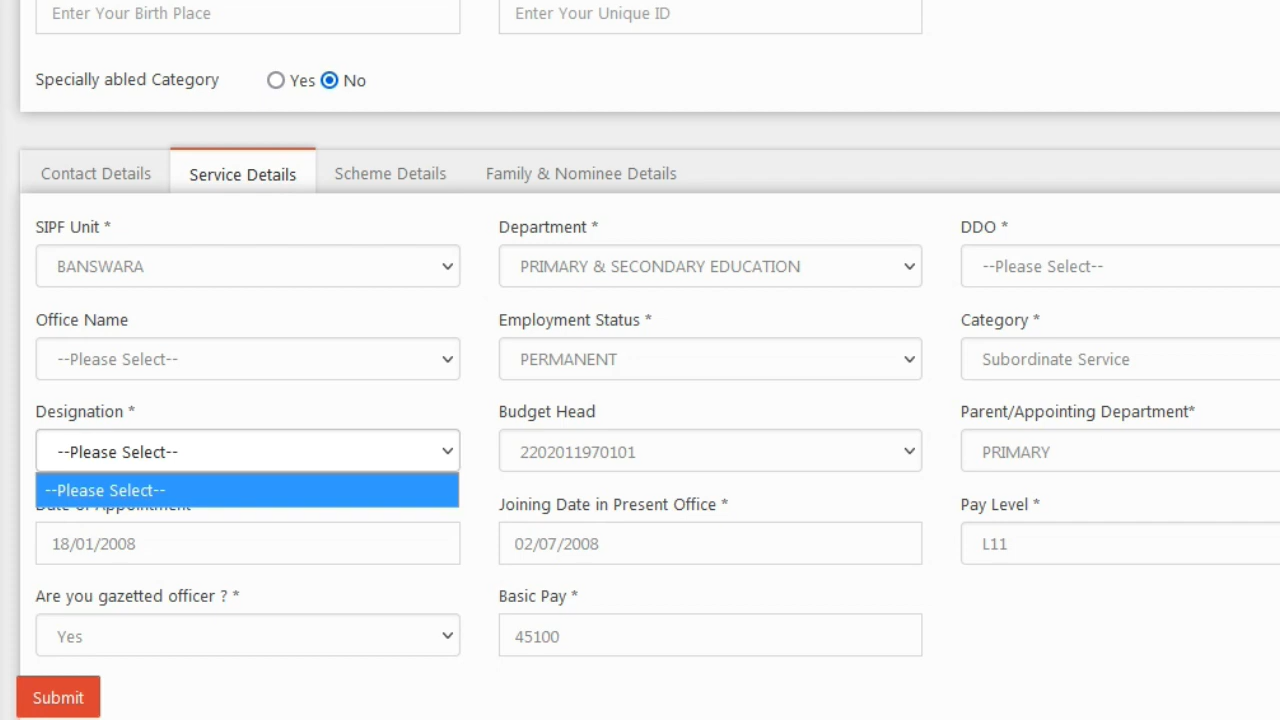 Enter Your Birth Place
Enter Your Unique ID
Specially abled Category
Yes
No
Contact Details
Service Details
Scheme Details
Family & Nominee Details
SIPF Unit *
Department *
DDO *
BANSWARA
PRIMARY & SECONDARY EDUCATION
--Please Select--
Office Name
Employment Status *
Category *
--Please Select--
PERMANENT
Subordinate Service
Designation *
Budget Head
Parent/Appointing Department*
--Please Select--
2202011970101
PRIMARY
--Please Select--
Date of Appointment
Joining Date in Present Office *
Pay Level *
18/01/2008
02/07/2008
L11
Are you gazetted officer ? *
Basic Pay *
Yes
45100
Submit